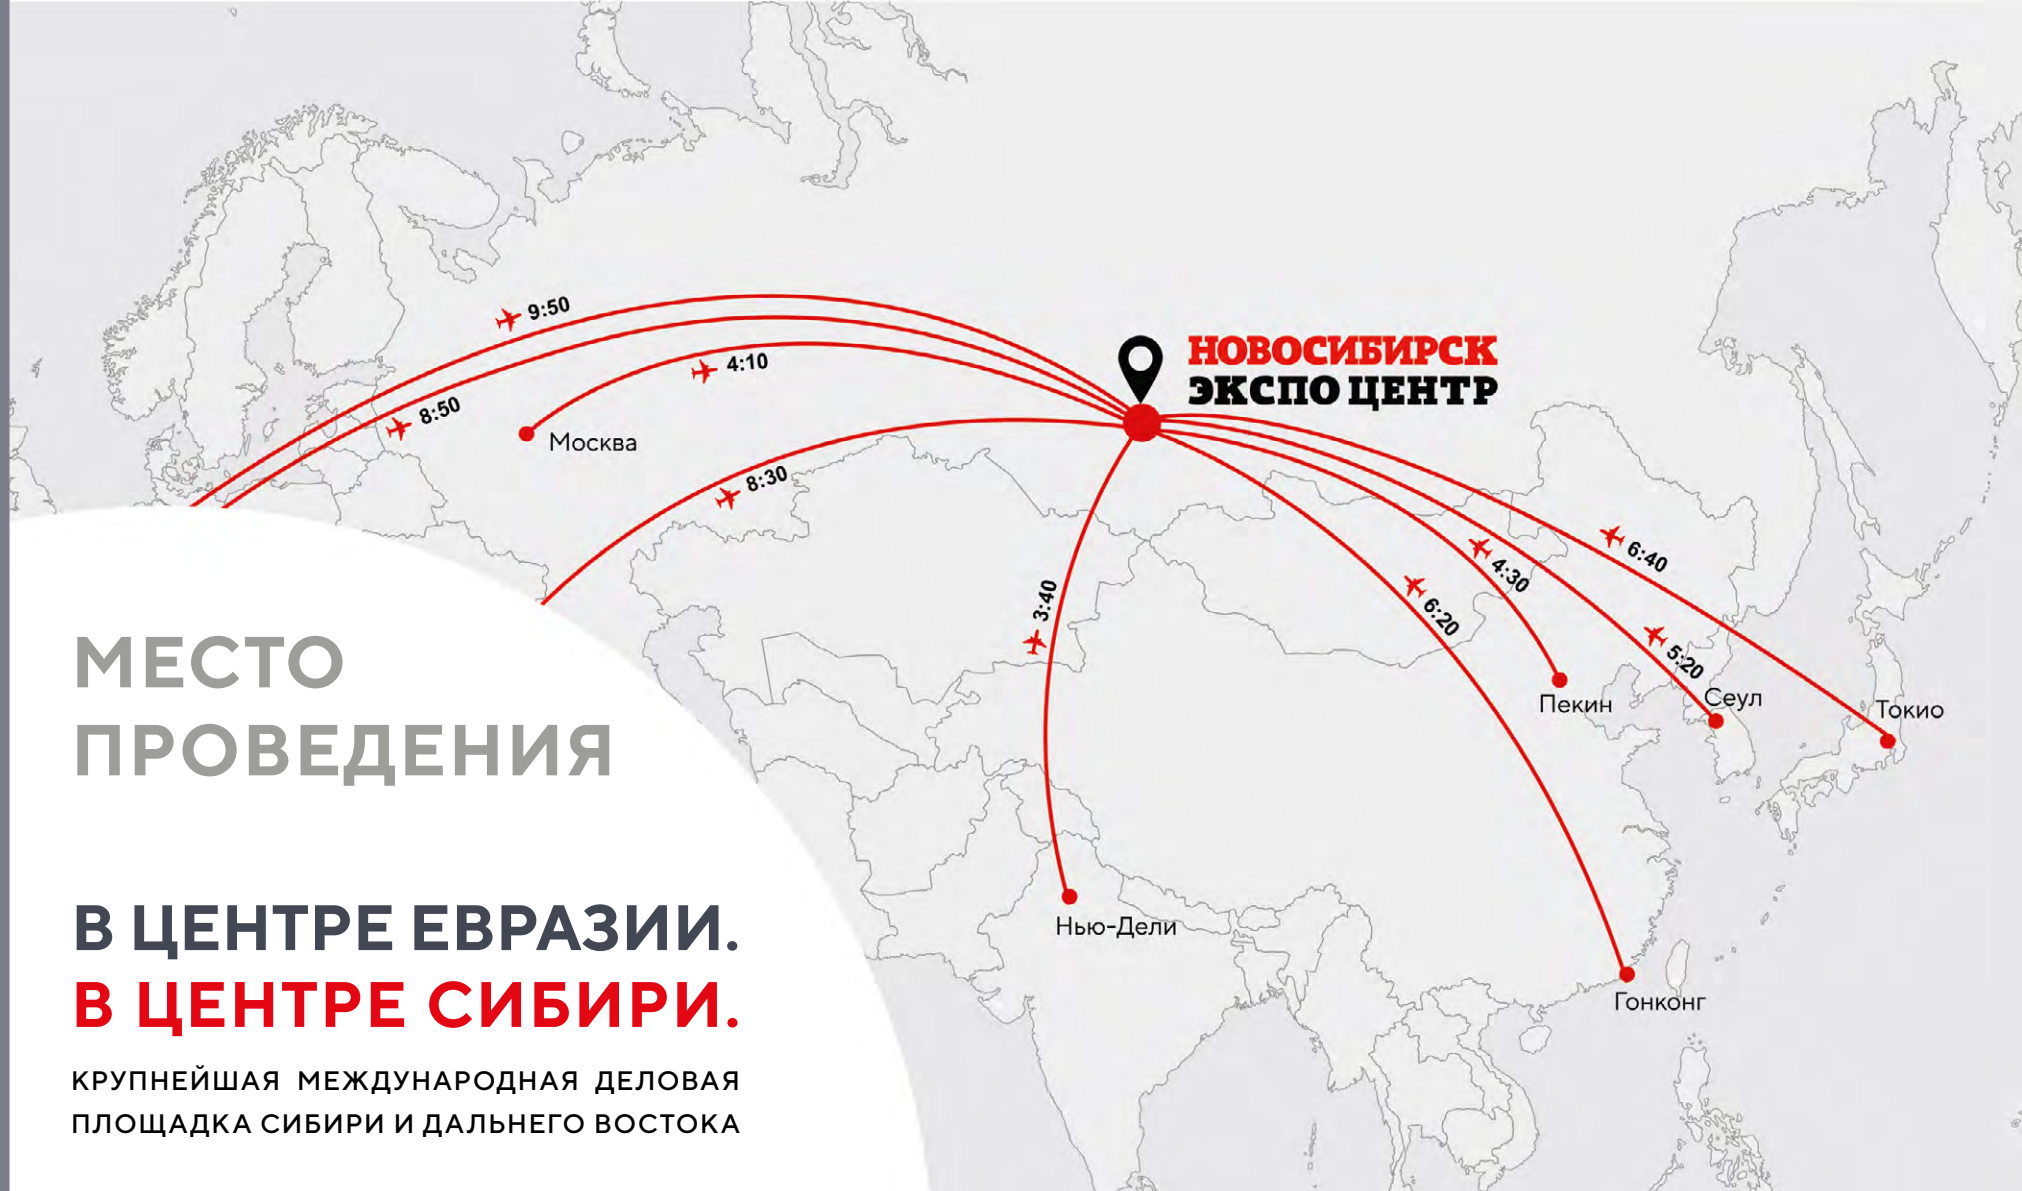 9:50
8:50
4:10
Москва
8:30
НОВОСИБИРСК
ЭКСПО ЦЕНТР
3:40
6:20
4:30
5:20
6:40
Пекин
Сеул
Токио
Нью-Дели
Гонконг
МЕСТО
ПРОВЕДЕНИЯ
В ЦЕНТРЕ ЕВРАЗИИ.
В ЦЕНТРЕ СИБИРИ.
КРУПНЕЙШАЯ МЕЖДУНАРОДНАЯ ДЕЛОВАЯ
ПЛОЩАДКА СИБИРИ И ДАЛЬНЕГО ВОСТОКА